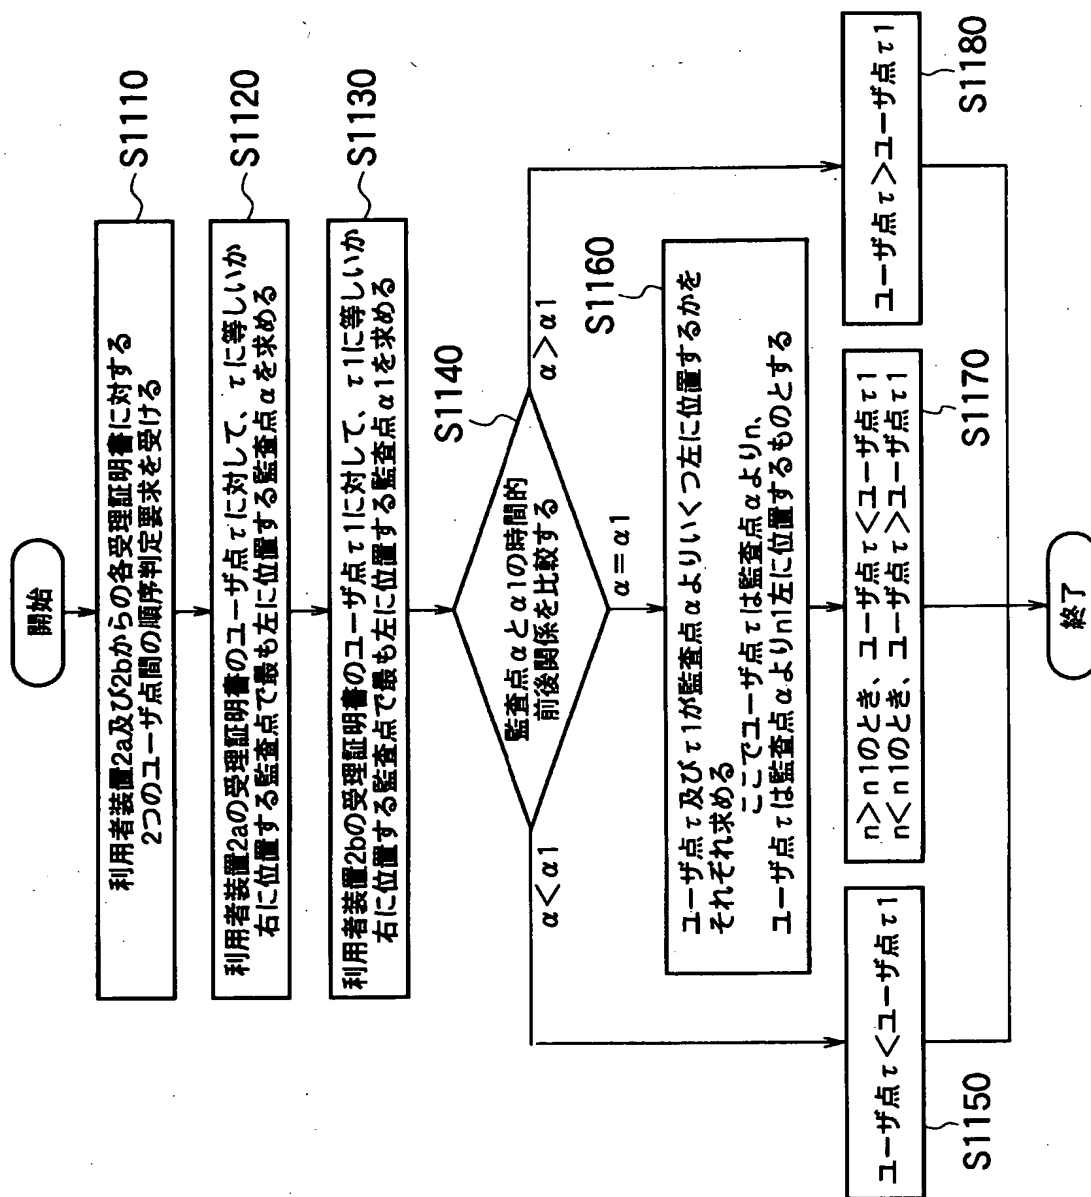 開始
利用者装置2a及び2bからの各受理証明書に対する
2つのユーザ点間の順序判定要求を受ける
S1110
利用者装置2aの受理証明書のユーザ点τに対して、τに等しいか
右に位置する監査点で最も左に位置する監査点αを求める
S1120
利用者装置2bの受理証明書のユーザ点τ1に対して、τ1に等しいか
右に位置する監査点で最も左に位置する監査点α1を求める
S1130
監査点αとα1の時間的
前後関係を比較する
S1140
α<α1
α=α1
α>α1
ユーザ点τ及びτ1が監査点αよりいくつ左に位置するかを
それぞれ求める
ここでユーザ点τは監査点αよりn、
ユーザ点τは監査点αよりn1左に位置するものとする
S1160
ユーザ点τ<ユーザ点τ1
S1150
n>n1のとき、ユーザ点τ<ユーザ点τ1
n<n1のとき、ユーザ点τ>ユーザ点τ1
S1170
ユーザ点τ>ユーザ点τ1
S1180
終了